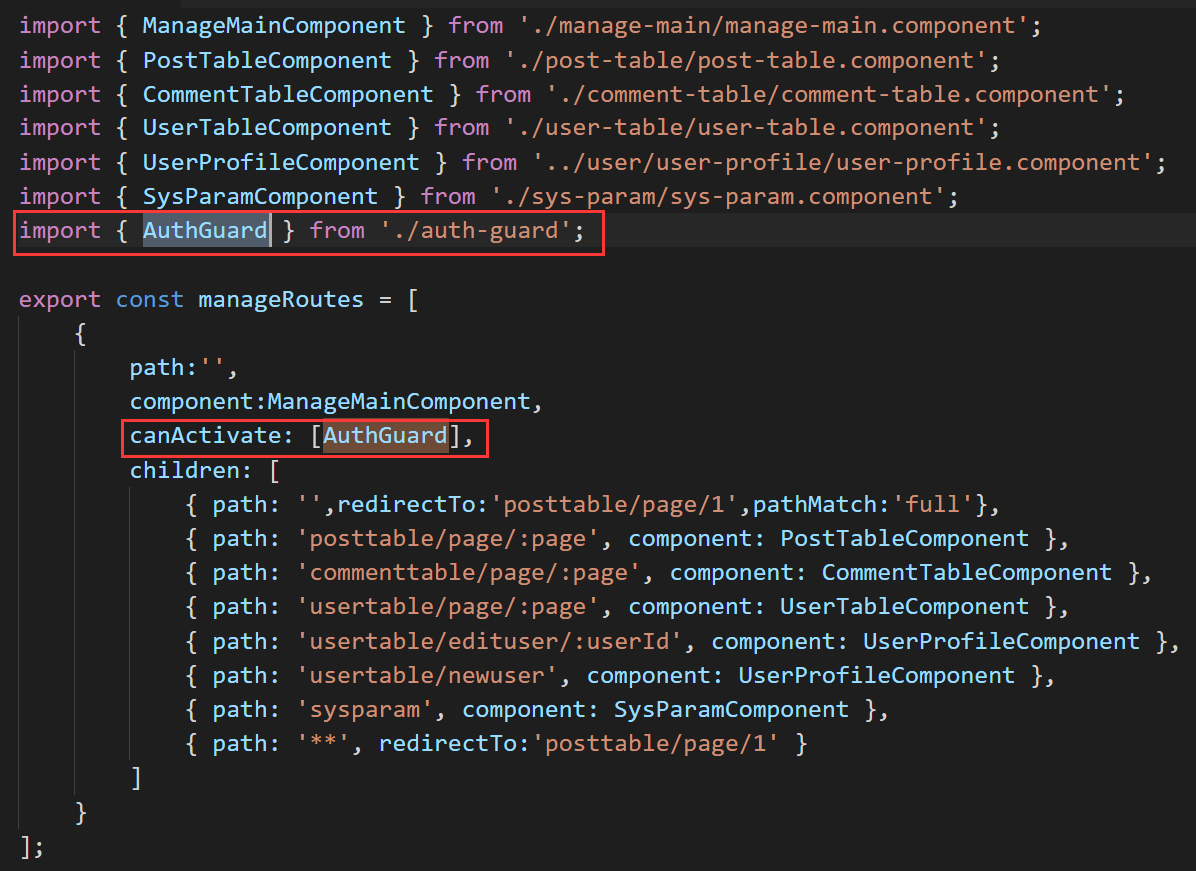 import { ManageMainComponent } from './manage-main/manage-main.component';
import { PostTableComponent } from './post-table/post-table.component';
import { CommentTableComponent } from './comment-table/comment-table.component';
import { UserTableComponent } from './user-table/user-table.component';
import { UserProfileComponent } from '../user/user-profile/user-profile.component';
import { SysParamComponent } from './sys-param/sys-param.component';
import { AuthGuard } from './auth-guard';
export const manageRoutes = [
{
path:'',
component:ManageMainComponent,
canActivate: [AuthGuard],
children: [
{ path: '',redirectTo:'posttable/page/1',pathMatch:'full'},
{ path: 'posttable/page/:page', component: PostTableComponent },
{ path: 'commenttable/page/:page', component: CommentTableComponent },
{ path: 'usertable/page/:page', component: UserTableComponent },
{ path: 'usertable/edituser/:userId', component: UserProfileComponent },
{ path: 'usertable/newuser', component: UserProfileComponent },
{ path: 'sysparam', component: SysParamComponent },
{ path: '**', redirectTo:'posttable/page/1' }
]
}
];